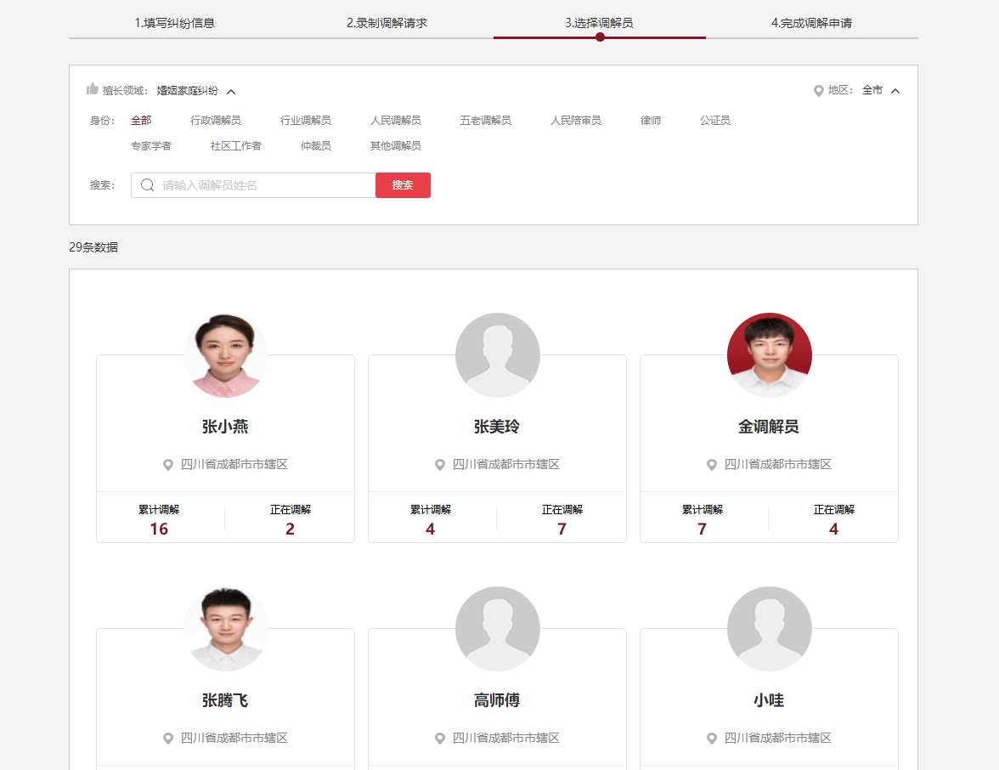 1.填写纠纷信息 2.录制调解请求 3.选择调解员 4.完成调解申请
擅长领域: 婚姻家庭纠纷 地区: 全市
身份: 全部 行政调解员 行业调解员 人民调解员 五老调解员 人民陪审员 律师 公证员
专家学者 社区工作者 仲裁员 其他调解员
搜索: 请输入调解员姓名 搜索
29条数据
张小燕 张美玲 金调解员
四川省成都市市辖区 四川省成都市市辖区 四川省成都市市辖区
累计调解 正在调解 累计调解 正在调解 累计调解 正在调解
16 2 4 7 7 4
张腾飞 高师傅 小哇
四川省成都市市辖区 四川省成都市市辖区 四川省成都市市辖区